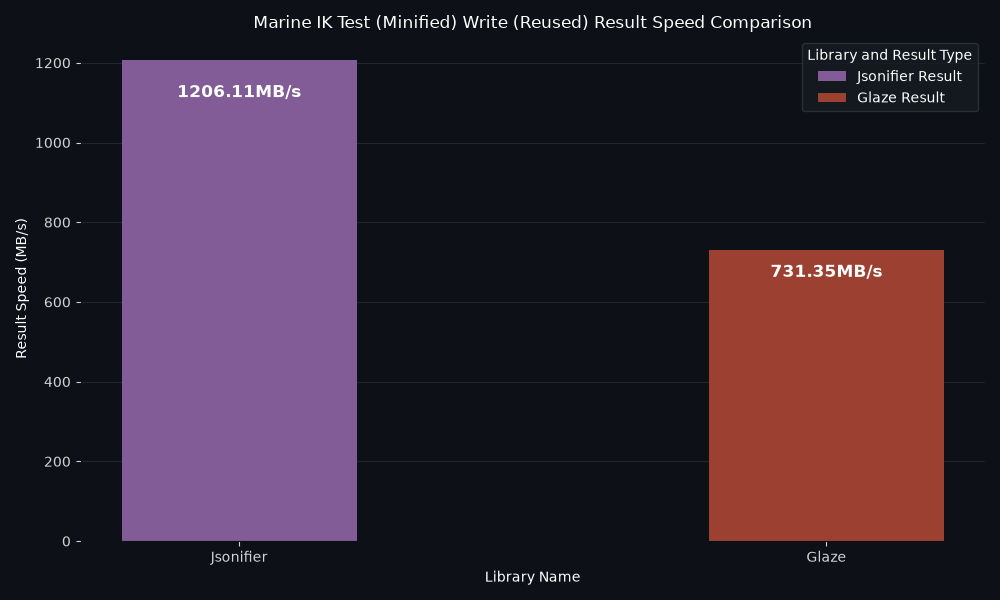 Marine IK Test (Minified) Write (Reused) Result Speed Comparison
Library and Result Type
Jsonifier Result
Glaze Result
1206.11MB/s
731.35MB/s
Result Speed (MB/s)
1200
1000
800
600
400
200
0
Jsonifier
Glaze
Library Name